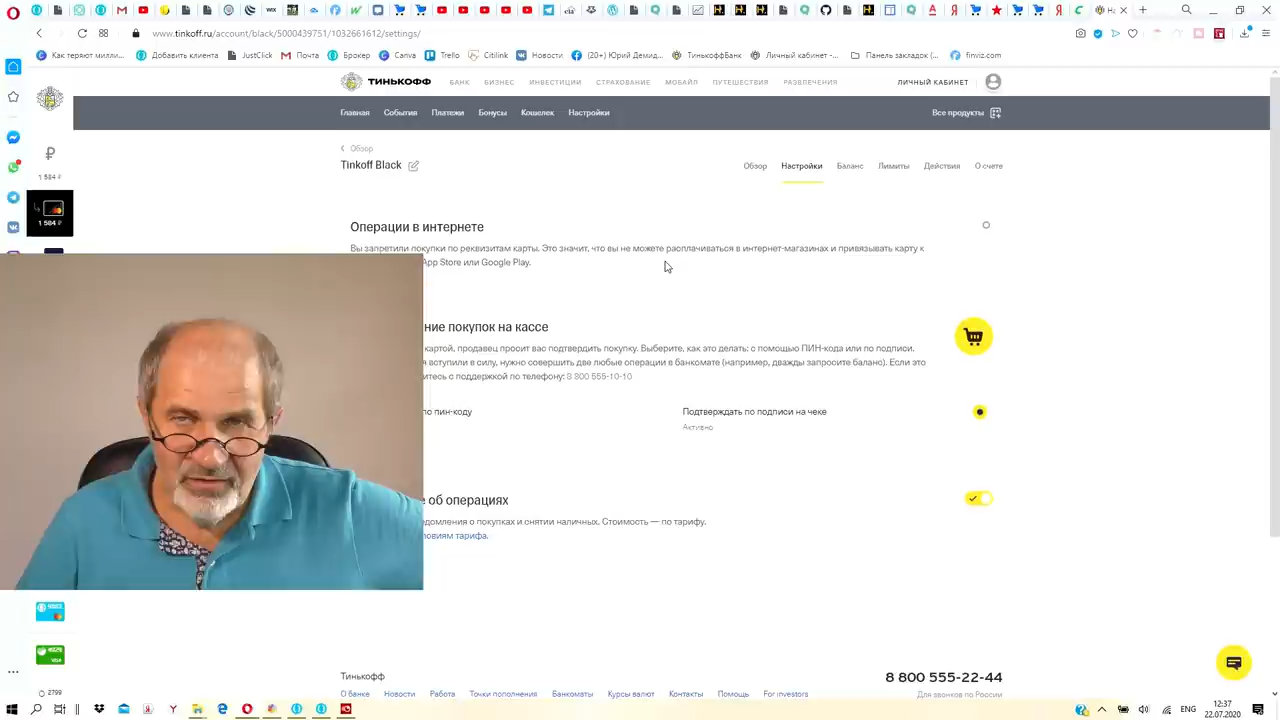 www.tinkoff.ru/account/black/5000439751/1032661612/settings/
Как теряют милли...
Добавить клиента
JustClick
Почта
Брокер
Canva
Trello
Citilink
Новости
(20+) Юрий Демид...
ТинькоффБанк
Личный кабинет -...
Панель закладок (...
finviz.com
ТИНЬКОФФ
БАНК
БИЗНЕС
ИНВЕСТИЦИИ
СТРАХОВАНИЕ
МОБАЙЛ
ПУТЕШЕСТВИЯ
РАЗВЛЕЧЕНИЯ
ЛИЧНЫЙ КАБИНЕТ
Главная
События
Платежи
Бонусы
Кошелек
Настройки
Все продукты
Обзор
Tinkoff Black
Обзор
Настройки
Баланс
Лимиты
Действия
О счете
1 584 ₽
1 584 ₽
Операции в интернете
Вы запретили покупки по реквизитам карты. Это значит, что вы не можете расплачиваться в интернет-магазинах и привязывать карту к
App Store или Google Play.
ние покупок на кассе
картой, продавец просит вас подтвердить покупку. Выберите, как это делать: с помощью ПИН-кода или по подписи.
я вступили в силу, нужно совершить две любые операции в банкомате (например, дважды запросите баланс). Если это
итесь с поддержкой по телефону: 8 800 555-10-10
по пин-коду
Подтверждать по подписи на чеке
Активно
е об операциях
едомления о покупках и снятии наличных. Стоимость — по тарифу.
ловиям тарифа.
Тинькофф
8 800 555-22-44
О банке
Новости
Работа
Точки пополнения
Банкоматы
Курсы валют
Контакты
Помощь
For investors
Для звонков по России
2799
ENG
12:37
22.07.2020